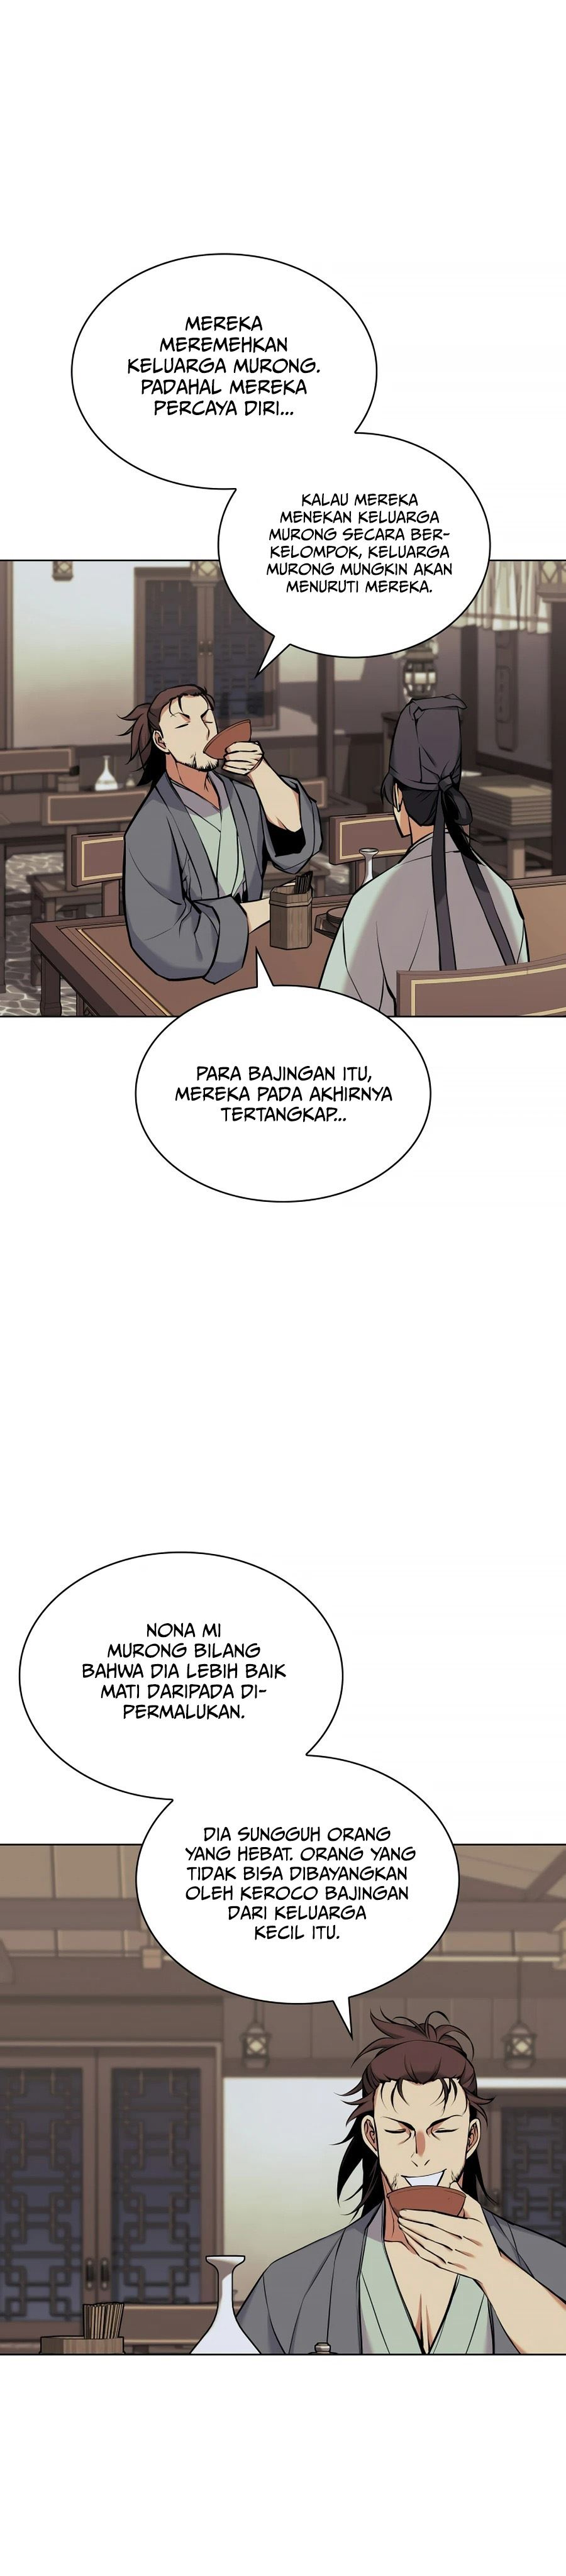 MEREKA
MEREMEHKAN
KELUARGA MURONG.
PADAHAL MEREKA
PERCAYA DIRI...
KALAU MEREKA
MENEKAN KELUARGA
MURONG SECARA BER-
KELOMPOK, KELUARGA
MURONG MUNGKIN AKAN
MENURUTI MEREKA.
PARA BAJINGAN ITU,
MEREKA PADA AKHIRNYA
TERTANGKAP...
NONA MI
MURONG BILANG
BAHWA DIA LEBIH BAIK
MATI DARIPADA DI-
PERMALUKAN.
DIA SUNGGUH ORANG
YANG HEBAT. ORANG YANG
TIDAK BISA DIBAYANGKAN
OLEH KEROCO BAJINGAN
DARI KELUARGA
KECIL ITU.